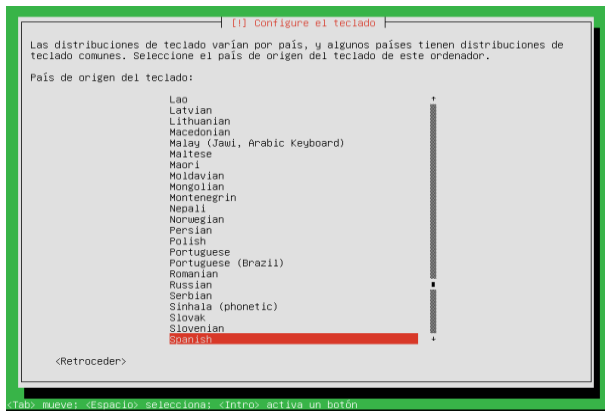 [!] Configure el teclado
Las distribuciones de teclado varían por país, y algunos países tienen distribuciones de
teclado comunes. Seleccione el país de origen del teclado de este ordenador.
País de origen del teclado:
Lao
Latvian
Lithuanian
Macedonian
Malay (Jawi, Arabic Keyboard)
Maltese
Maori
Moldavian
Mongolian
Montenegrin
Nepali
Norwegian
Persian
Polish
Portuguese
Portuguese (Brazil)
Romanian
Russian
Serbian
Sinhala (phonetic)
Slovak
Slovenian
Spanish
<Retroceder>
<Tab> mueve; <Espacio> selecciona; <Intro> activa un botón